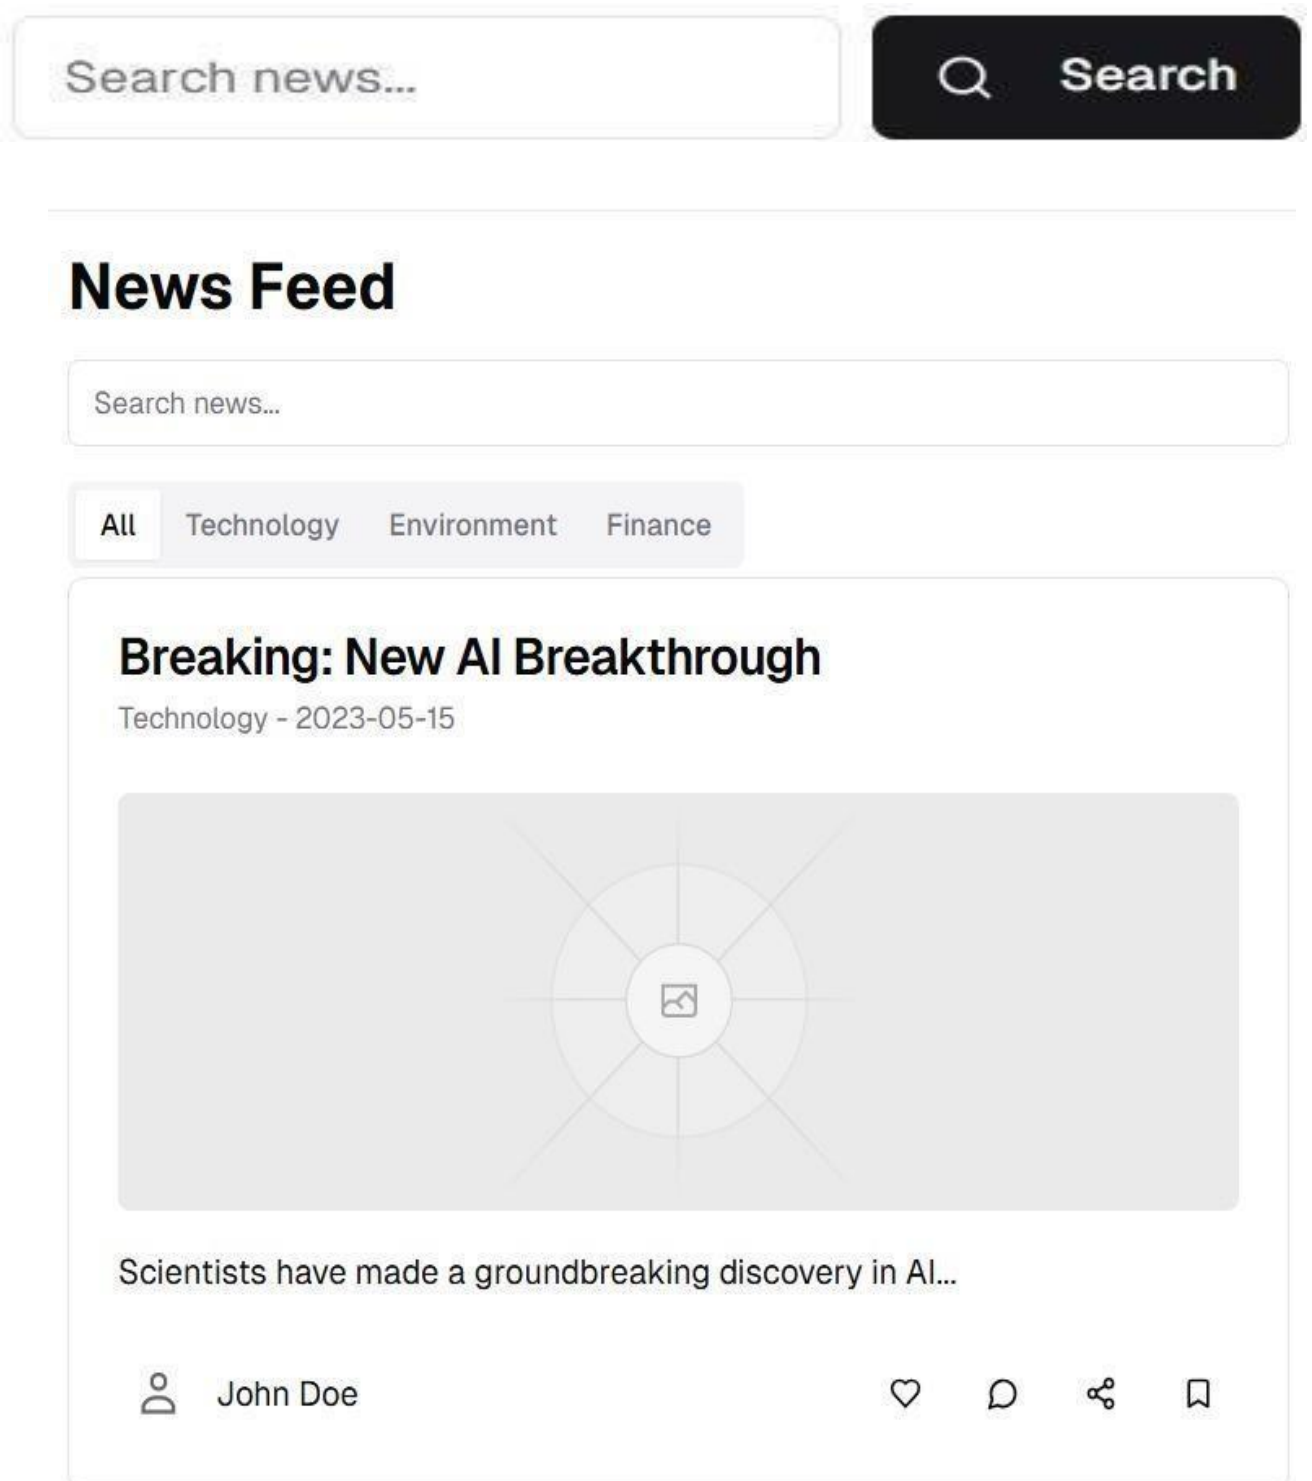 Search news...
Search
News Feed
Search news...
All Technology Environment Finance
Breaking: New AI Breakthrough
Technology - 2023-05-15
Scientists have made a groundbreaking discovery in AI...
John Doe